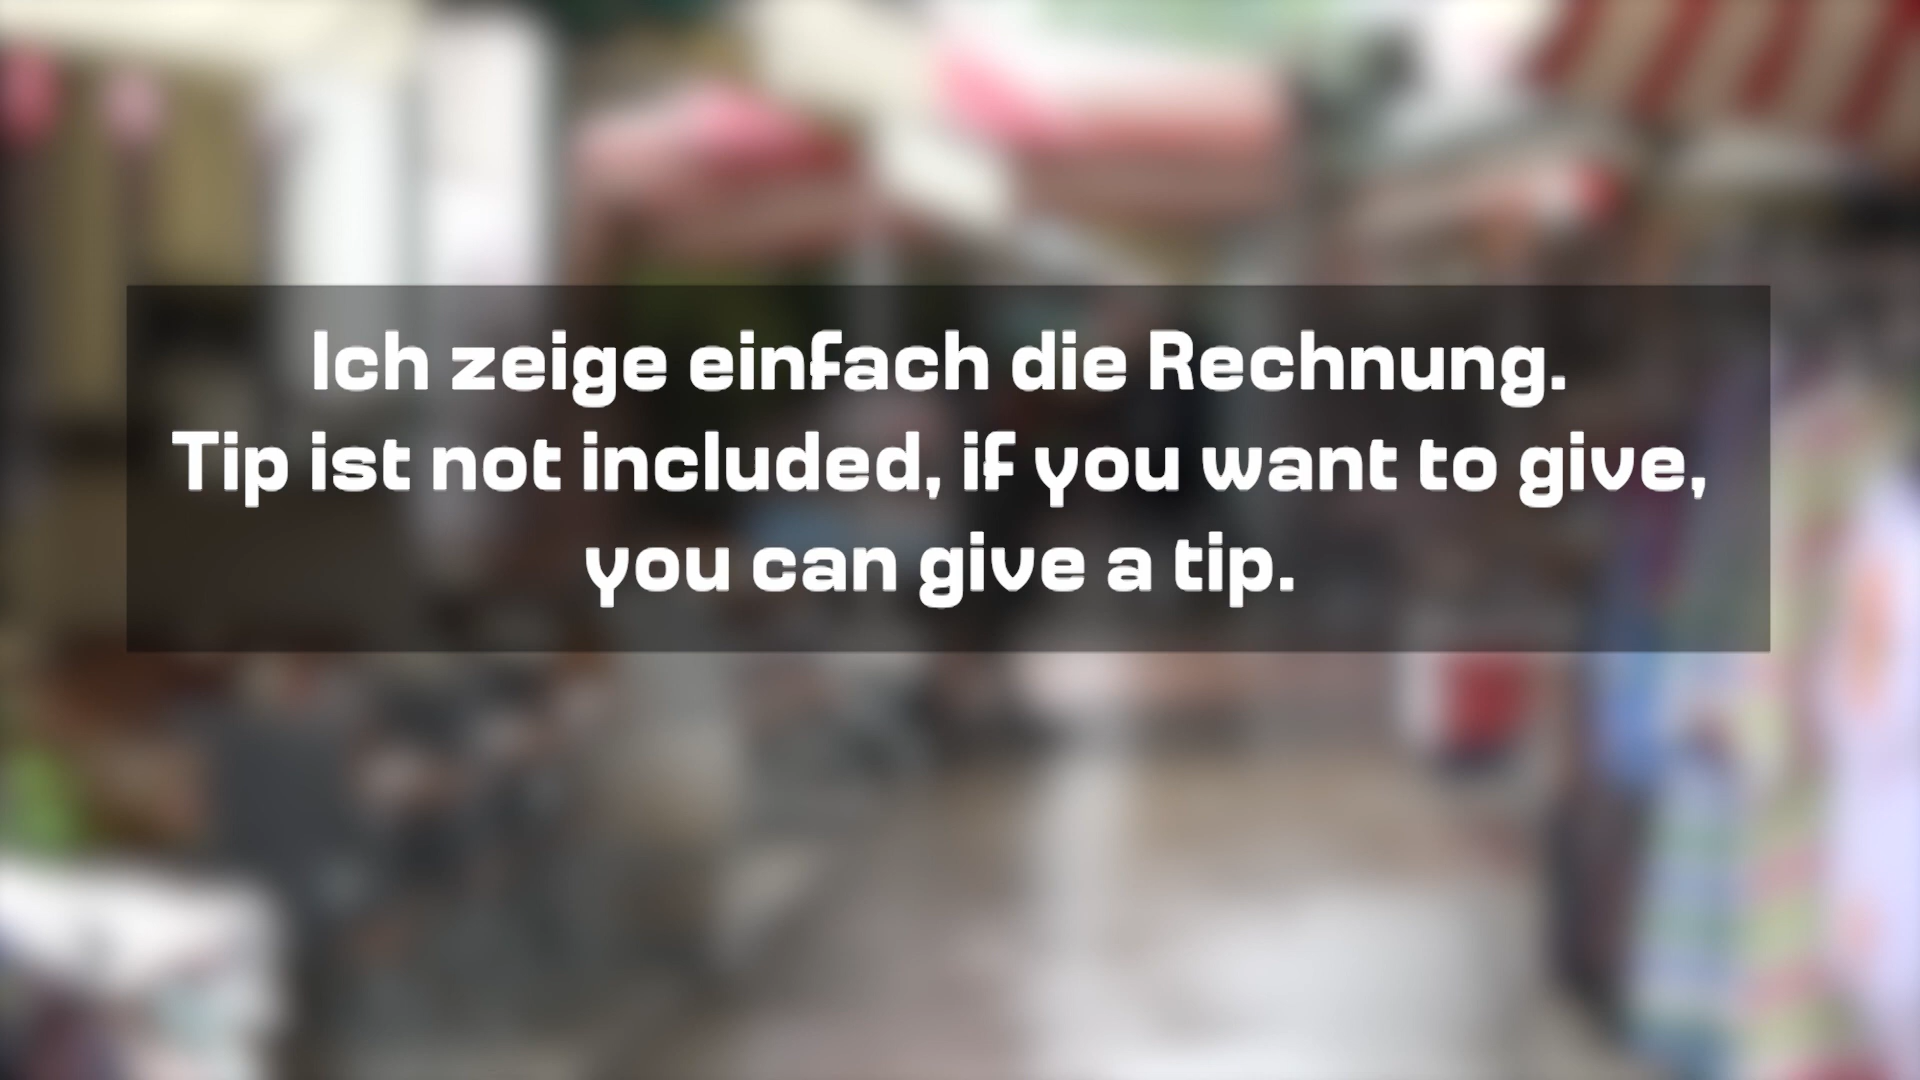 Ich zeige einfach die Rechnung.
Tip ist not included, if you want to give,
you can give a tip.